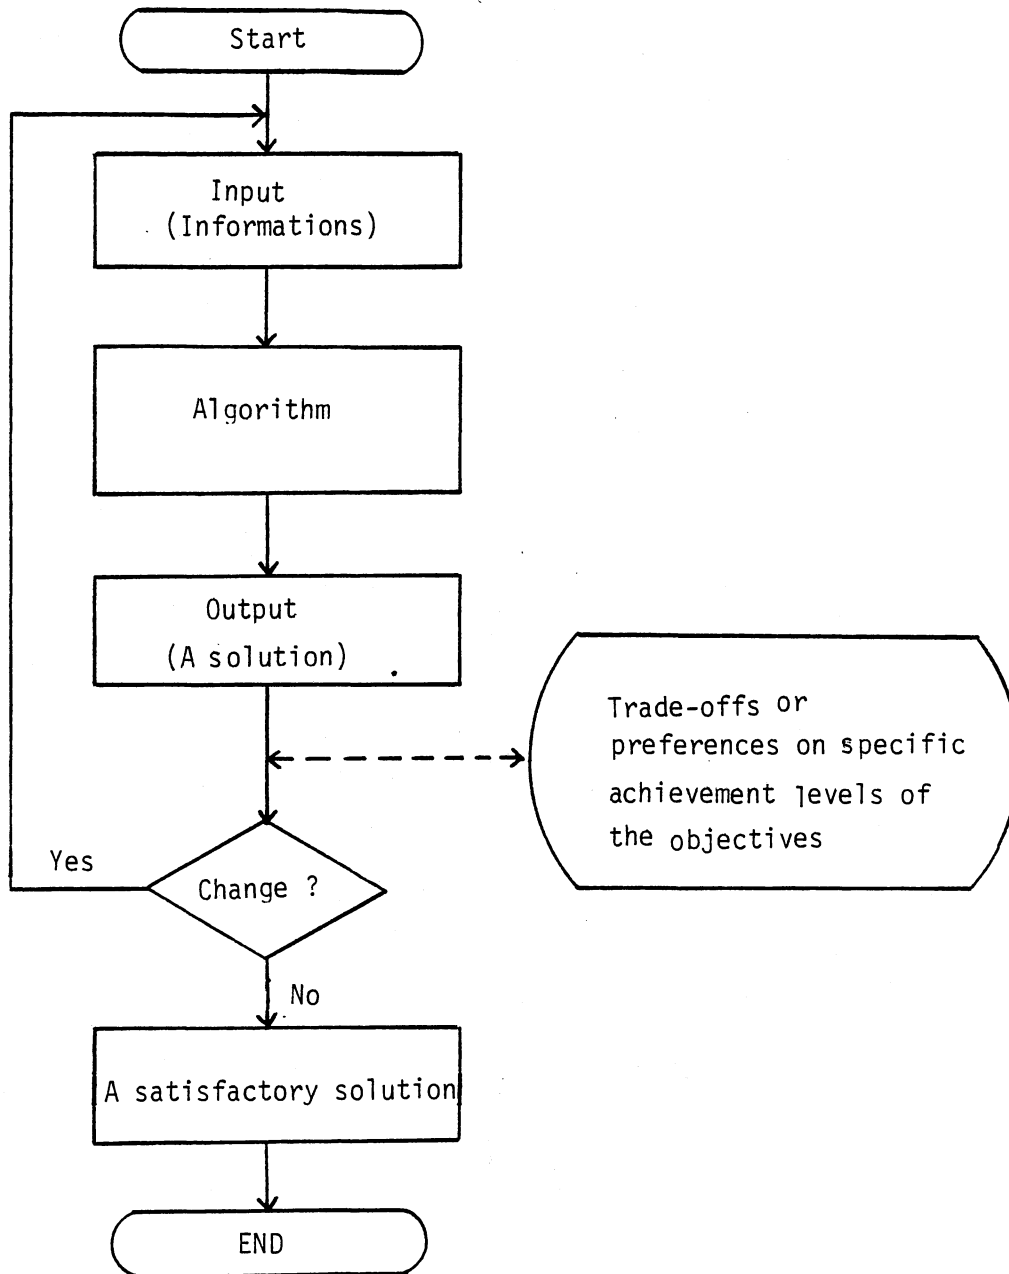 Start
Input
(Informations)
Algorithm
Output
(A solution)
Trade-offs or
preferences on specific
achievement levels of
the objectives
Yes
Change ?
No
A satisfactory solution
END